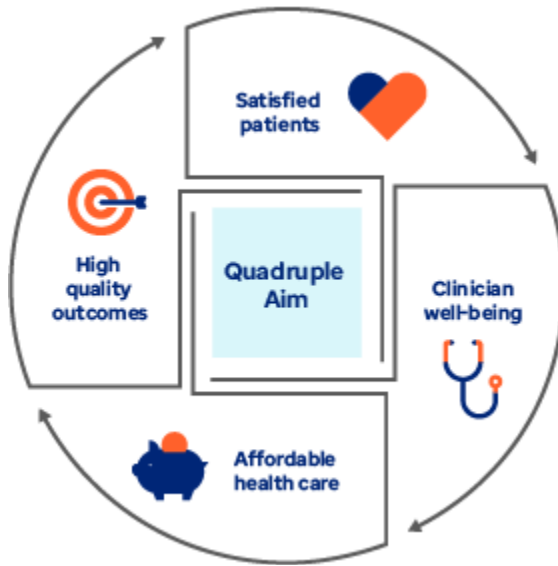 Satisfied
patients
High
quality
outcomes
Quadruple
Aim
Clinician
well-being
Affordable
health care